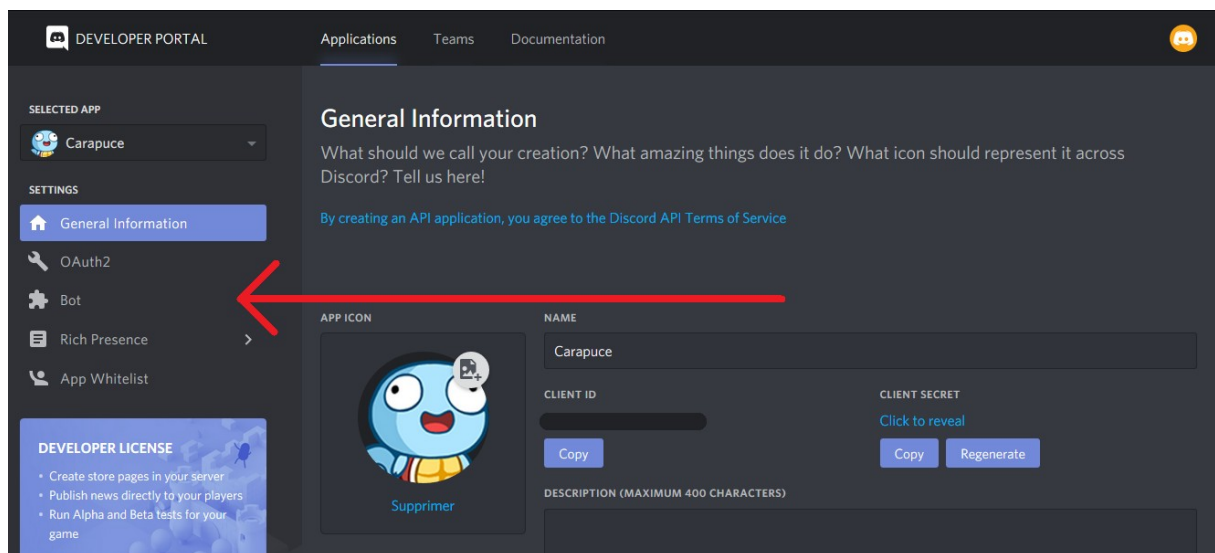 DEVELOPER PORTAL
Applications
Teams
Documentation
SELECTED APP
Carapuce
SETTINGS
General Information
OAuth2
Bot
Rich Presence
App Whitelist
DEVELOPER LICENSE
• Create store pages in your server
• Publish news directly to your players
• Run Alpha and Beta tests for your
game
General Information
What should we call your creation? What amazing things does it do? What icon should represent it across
Discord? Tell us here!
By creating an API application, you agree to the Discord API Terms of Service
APP ICON
Supprimer
NAME
Carapuce
CLIENT ID
Copy
CLIENT SECRET
Click to reveal
Copy
Regenerate
DESCRIPTION (MAXIMUM 400 CHARACTERS)